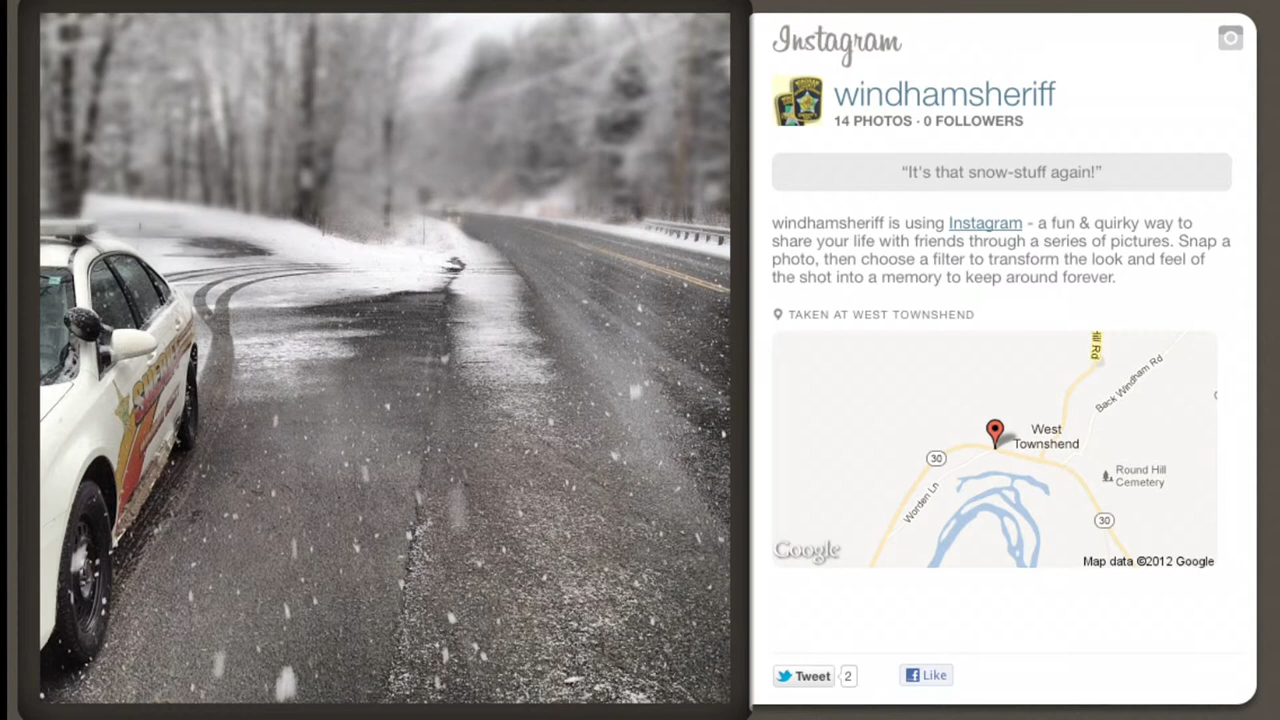 SHERIFF
Instagram
windhamsheriff
14 PHOTOS · 0 FOLLOWERS
“It's that snow-stuff again!”
windhamsheriff is using Instagram - a fun & quirky way to
share your life with friends through a series of pictures. Snap a
photo, then choose a filter to transform the look and feel of
the shot into a memory to keep around forever.
TAKEN AT WEST TOWNSHEND
ill Rd
Back Windham Rd
West
Townshend
30
Round Hill
Cemetery
Worden Ln
30
Google
Map data ©2012 Google
Tweet 2
Like